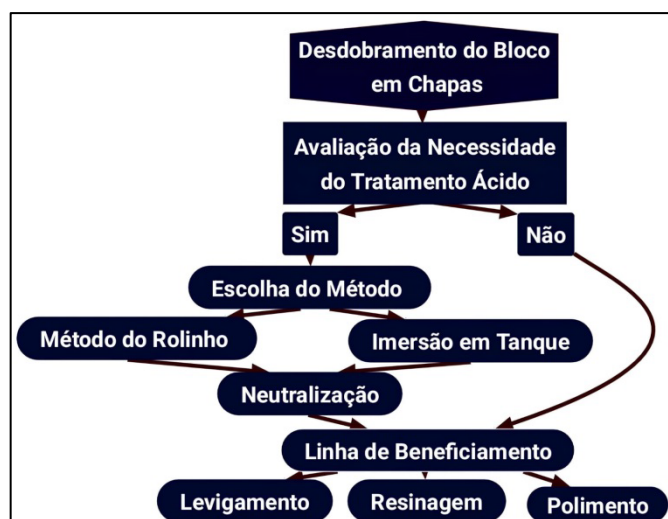 Desdobramento do Bloco
em Chapas
Avaliação da Necessidade
do Tratamento Ácido
Sim
Não
Escolha do Método
Método do Rolinho
Imersão em Tanque
Neutralização
Linha de Beneficiamento
Levigamento
Resinagem
Polimento